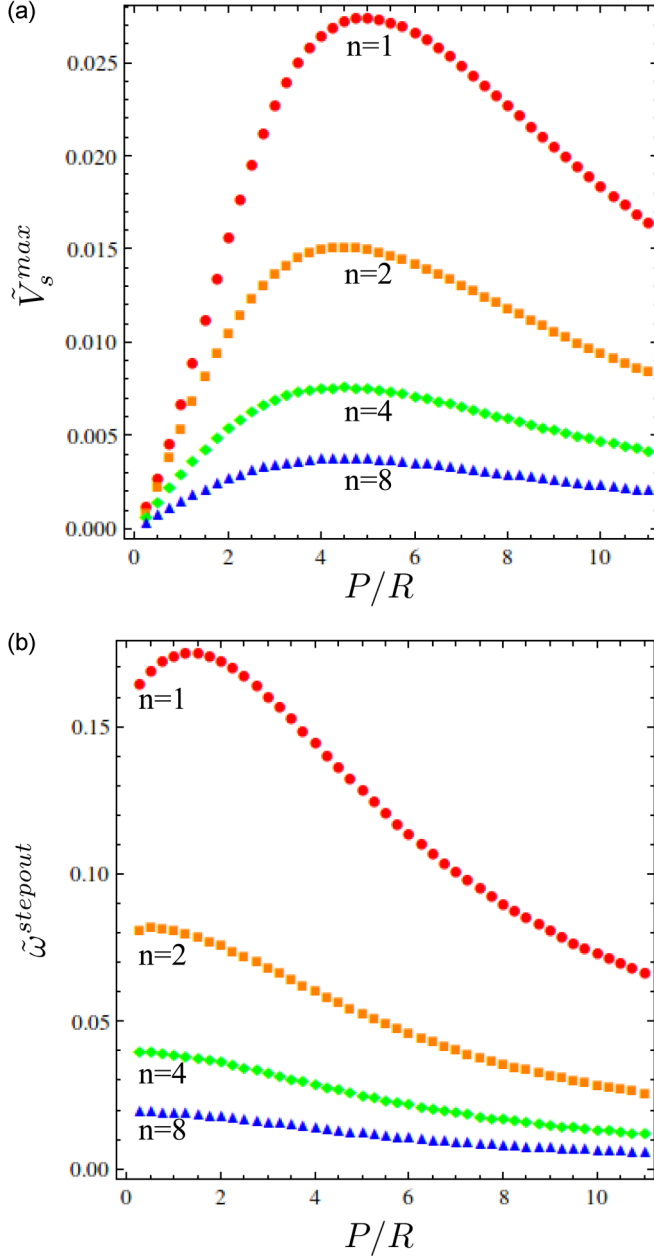 (a)
0.025
0.020
0.015
0.010
0.005
0.000
Ṽ_s^{max}
n=1
n=2
n=4
n=8
0 2 4 6 8 10
P/R
(b)
0.15
0.10
0.05
0.00
ω̃^{stepout}
n=1
n=2
n=4
n=8
0 2 4 6 8 10
P/R